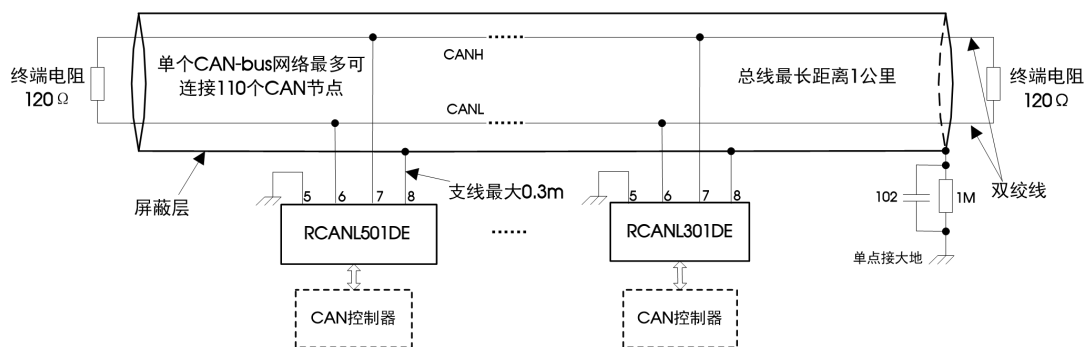 CANH
单个CAN-bus网络最多可
连接110个CAN节点
总线最长距离1公里
终端电阻
120Ω
终端电阻
120Ω
CANL
屏蔽层
支线最大0.3m
双绞线
5 6 7 8
5 6 7 8
102
1M
RCANL501DE
RCANL301DE
单点接大地
CAN控制器
CAN控制器